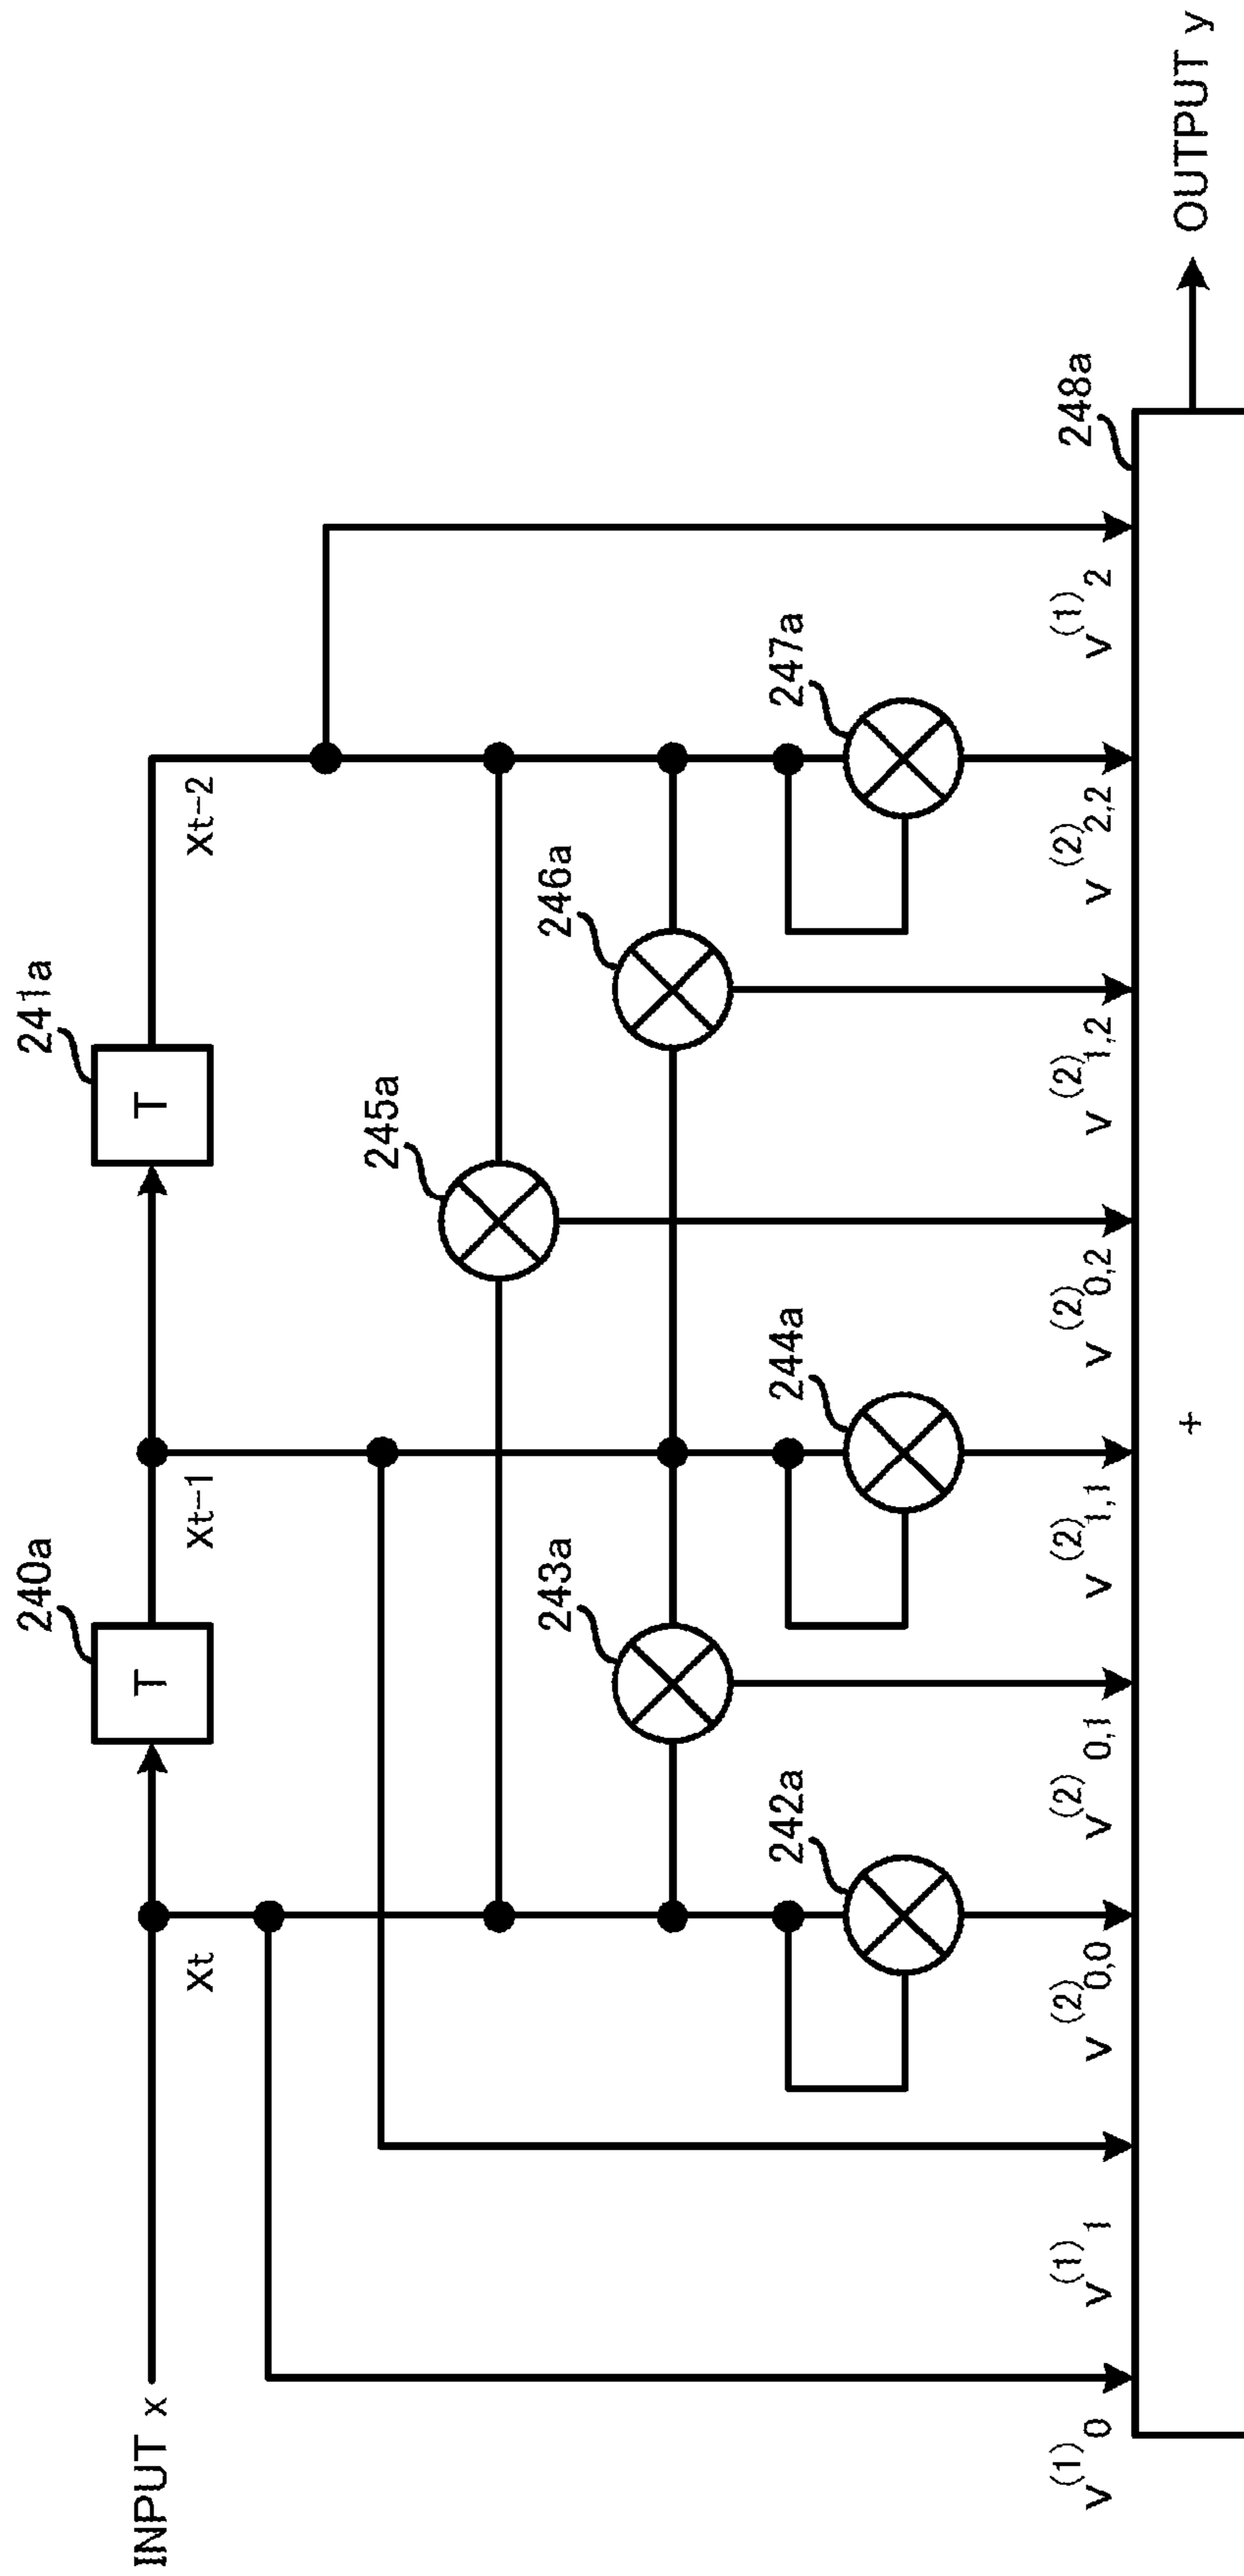 240a
241a
T
T
INPUT x
Xt
Xt-1
Xt-2
245a
243a
246a
242a
244a
247a
V(1)0
V(1)1
V(2)0,0
V(2)0,1
V(2)1,1
V(2)0,2
V(2)1,2
V(2)2,2
V(1)2
248a
+
OUTPUT y